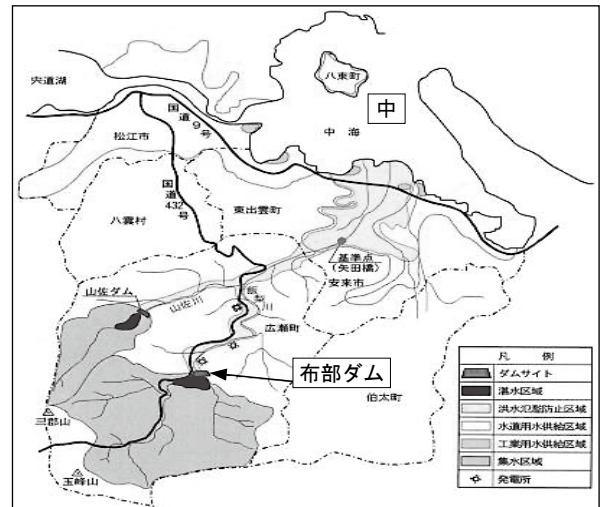 宍道湖
八束町
中
中海
国道9号
松江市
国道432号
八雲村
東出雲町
基準点
(矢田橋)
安来市
山佐ダム
山佐川
飯梨川
広瀬町
布部ダム
伯太町
三郡山
玉峰山
凡 例
ダムサイト
湛水区域
洪水氾濫防止区域
水道用水供給区域
工業用水供給区域
集水区域
発電所